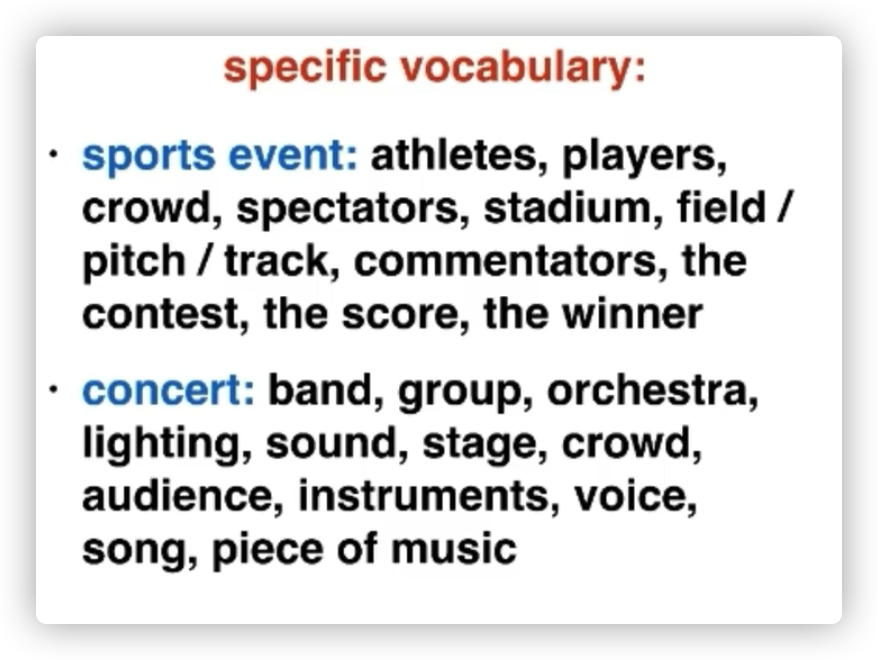 specific vocabulary:
· sports event: athletes, players,
crowd, spectators, stadium, field /
pitch / track, commentators, the
contest, the score, the winner
· concert: band, group, orchestra,
lighting, sound, stage, crowd,
audience, instruments, voice,
song, piece of music